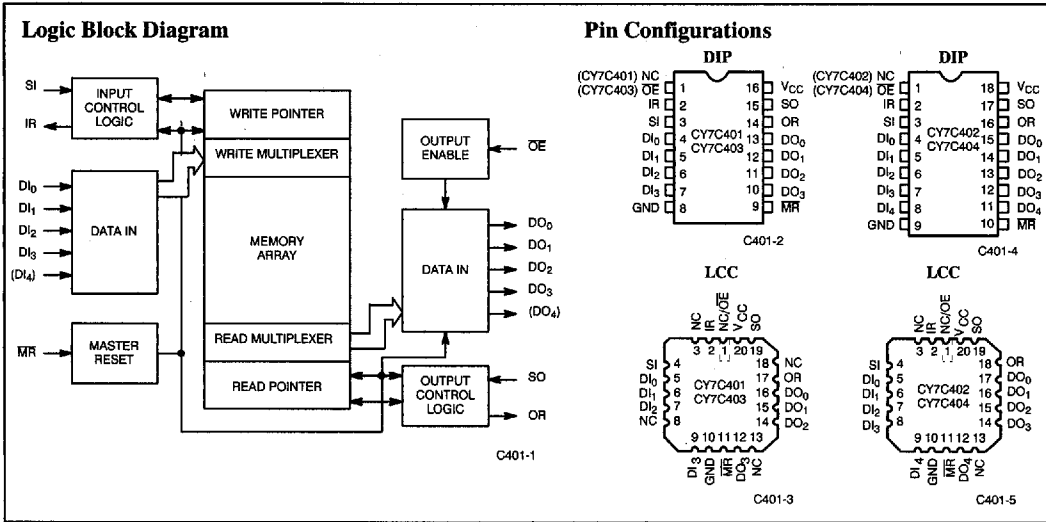 Logic Block Diagram
SI
IR
INPUT
CONTROL
LOGIC
WRITE POINTER
WRITE MULTIPLEXER
MEMORY
ARRAY
READ MULTIPLEXER
READ POINTER
DI0
DI1
DI2
DI3
(DI4)
DATA IN
M̅R̅
MASTER
RESET
OUTPUT
ENABLE
O̅E̅
DATA IN
DO0
DO1
DO2
DO3
(DO4)
OUTPUT
CONTROL
LOGIC
SO
OR
C401-1
Pin Configurations
DIP
(CY7C401) NC
(CY7C403) O̅E̅ 1 16 VCC
IR 2 15 SO
SI 3 14 OR
DI0 4 CY7C401 13 DO0
CY7C403
DI1 5 12 DO1
DI2 6 11 DO2
DI3 7 10 DO3
GND 8 9 M̅R̅
C401-2
DIP
(CY7C402) NC
(CY7C404) O̅E̅ 1 18 VCC
IR 2 17 SO
SI 3 16 OR
DI0 4 CY7C402 15 DO0
CY7C404
DI1 5 14 DO1
DI2 6 13 DO2
DI3 7 12 DO3
DI4 8 11 DO4
GND 9 10 M̅R̅
C401-4
LCC
NC IR NC/O̅E̅ VCC SO
3 2 1 20 19
SI 4 18 NC
DI0 5 CY7C401 17 OR
DI1 6 CY7C403 16 DO0
DI2 7 15 DO1
NC 8 14 DO2
9 10 11 12 13
DI3 GND M̅R̅ DO3 NC
C401-3
LCC
NC IR NC/OE VCC SO
3 2 1 20 19
SI 4 18 OR
DI0 5 CY7C402 17 DO0
DI1 6 CY7C404 16 DO1
DI2 7 15 DO2
DI3 8 14 DO3
9 10 11 12 13
DI4 GND M̅R̅ DO4 NC
C401-5